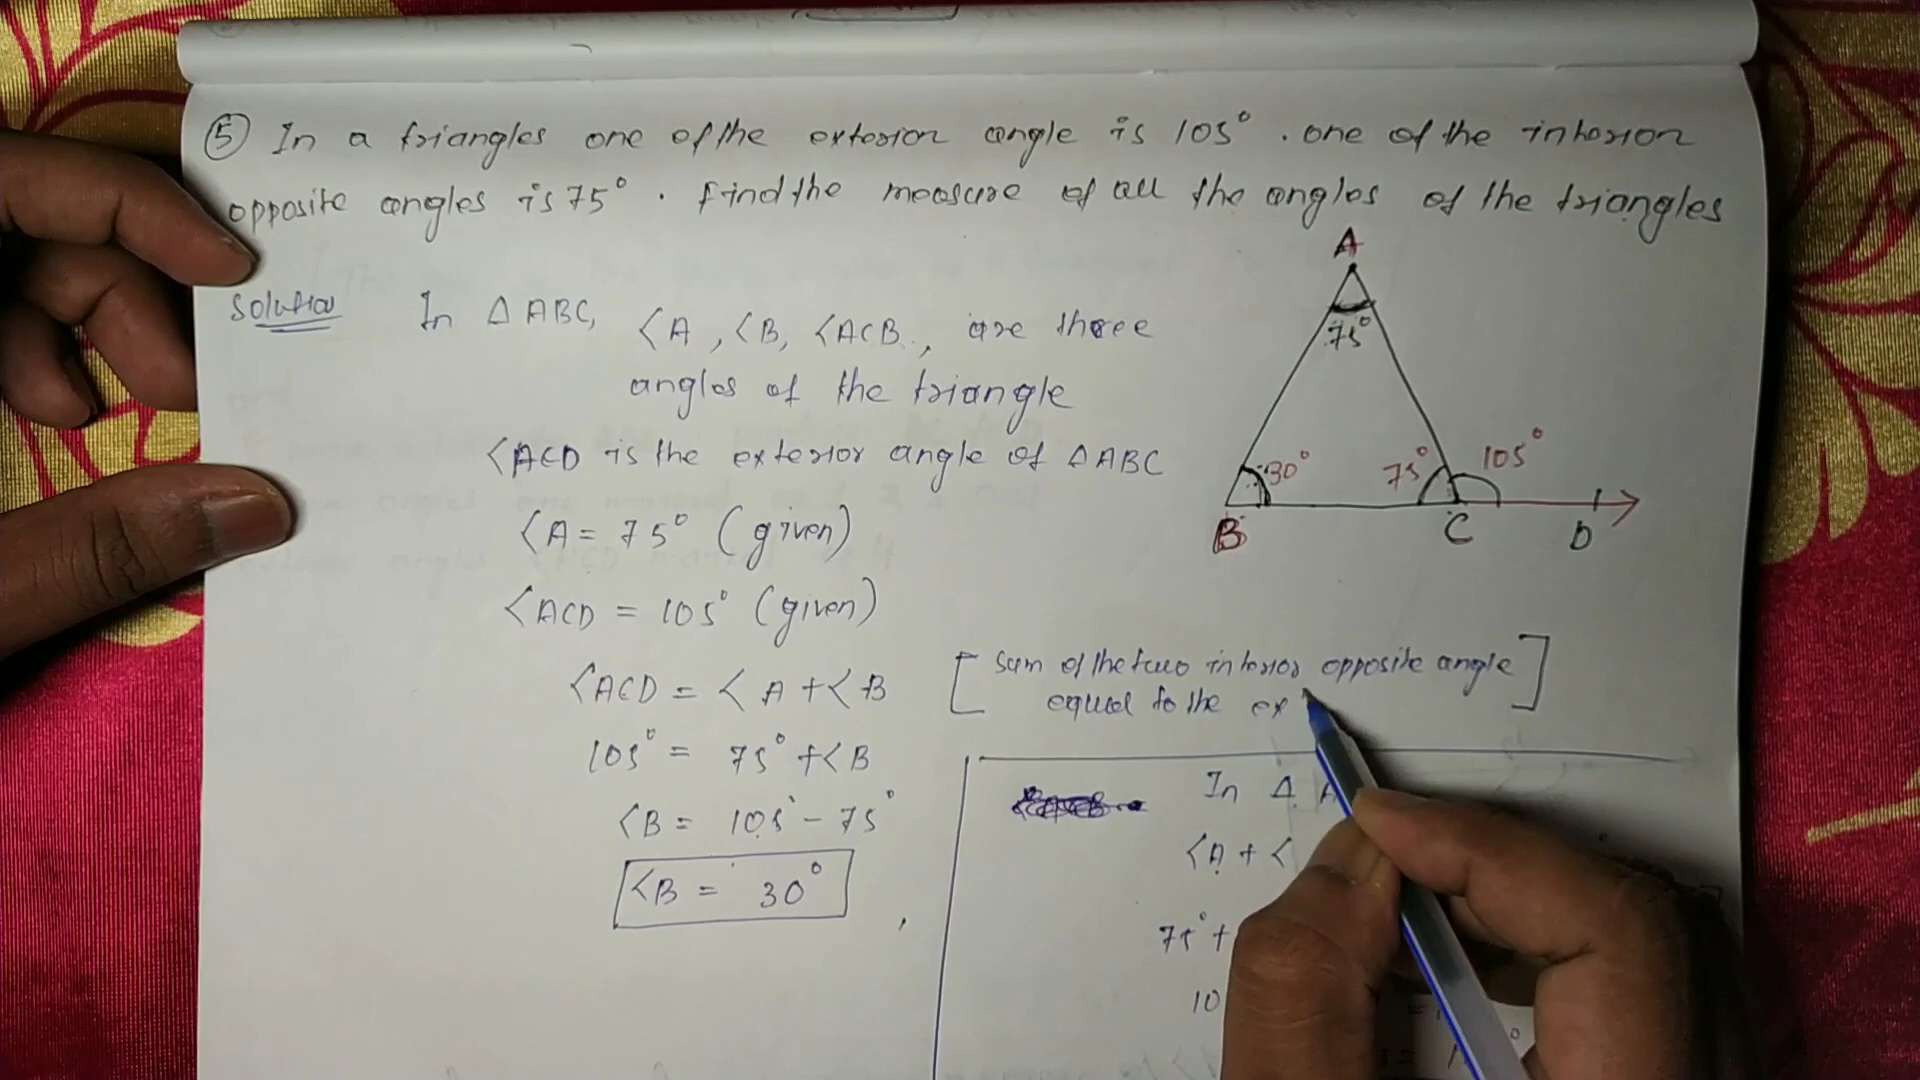 ⑤ In a triangles one of the exterior angle is 105°. one of the interior
opposite angles is 75°. Find the measure of all the angles of the triangles
Solution In △ ABC, <A, <B, <ACB, are three
angles of the triangle
<ACD is the exterior angle of △ABC
<A = 75° (given)
<ACD = 105° (given)
<ACD = <A + <B [Sum of the two interior opposite angle
equal to the ex ]
105° = 75° + <B
<B = 105° - 75°
<B = 30°
A
75°
30°
75°
105°
B
C
D
In △ A
<A + <
75° +
10